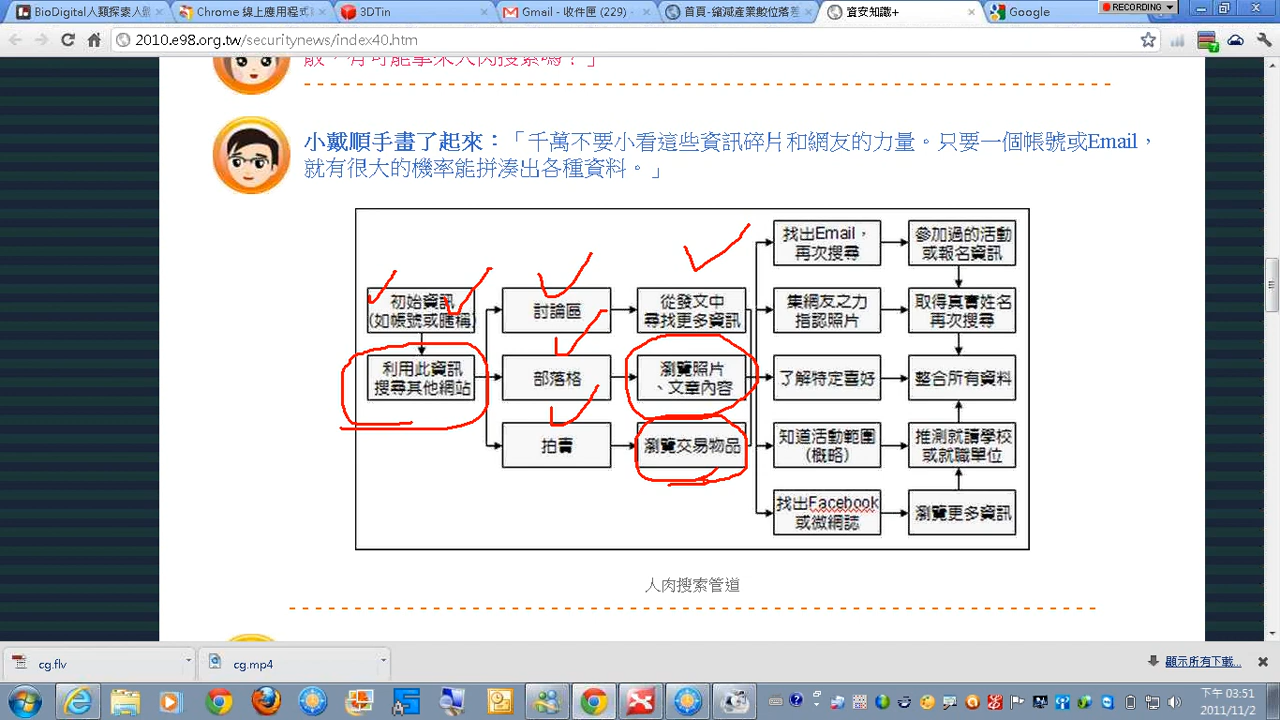 BioDigital人類探索人體
Chrome 線上應用程式
3DTin
Gmail - 收件匣 (229) -
首頁-縮減產業數位落差
資安知識+
Google
RECORDING
2010.e98.org.tw/securitynews/index40.htm
小戴順手畫了起來：「千萬不要小看這些資訊碎片和網友的力量。只要一個帳號或Email，
就有很大的機率能拼湊出各種資料。」
初始資訊
(如帳號或暱稱)
利用此資訊
搜尋其他網站
討論區
部落格
拍賣
從發文中
尋找更多資訊
瀏覽照片
、文章內容
瀏覽交易物品
找出Email，
再次搜尋
集網友之力
指認照片
了解特定喜好
知道活動範圍
(概略)
找出Facebook
或微網誌
參加過的活動
或報名資訊
取得真實姓名
再次搜尋
整合所有資料
推測就讀學校
或就職單位
瀏覽更多資訊
人肉搜索管道
cg.flv
cg.mp4
顯示所有下載...
下午 03:51
2011/11/2